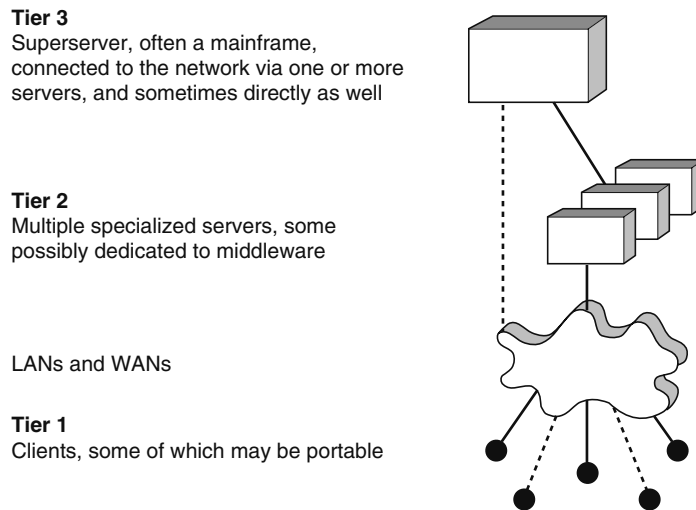 Tier 3
Superserver, often a mainframe,
connected to the network via one or more
servers, and sometimes directly as well
Tier 2
Multiple specialized servers, some
possibly dedicated to middleware
LANs and WANs
Tier 1
Clients, some of which may be portable